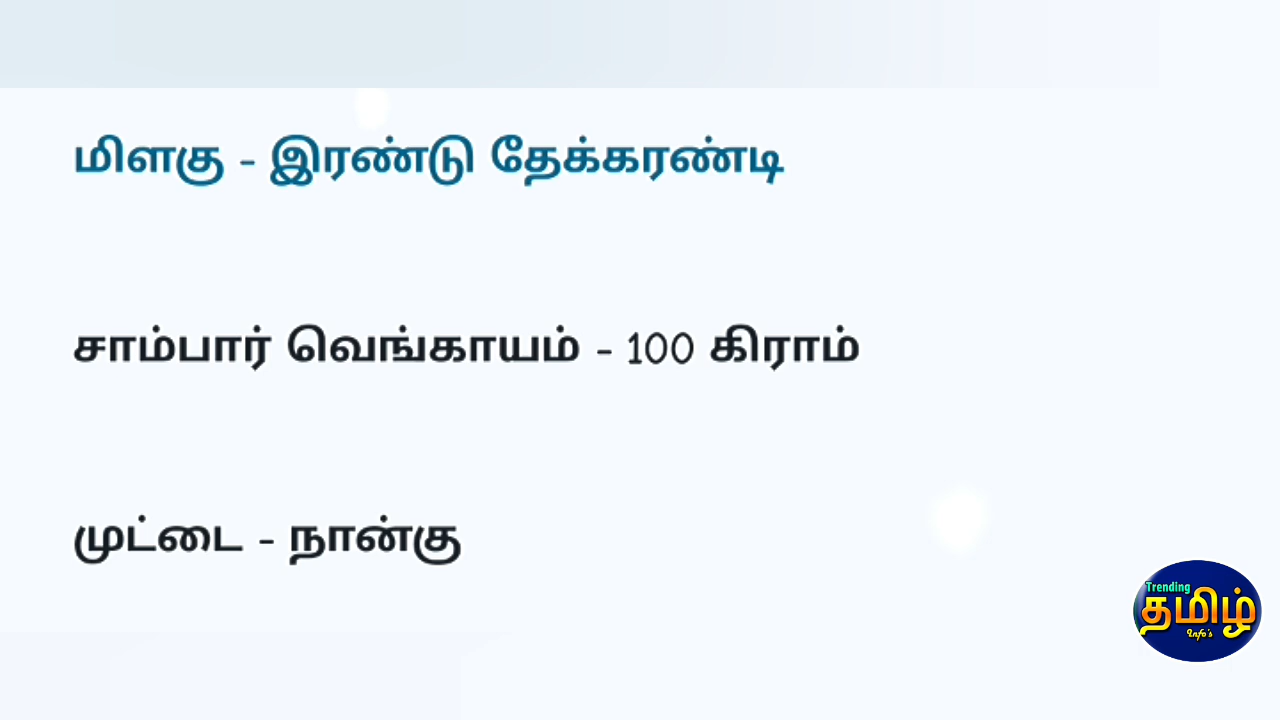 மிளகு - இரண்டு தேக்கரண்டி
சாம்பார் வெங்காயம் - 100 கிராம்
முட்டை - நான்கு
Trending
தமிழ்
Info's